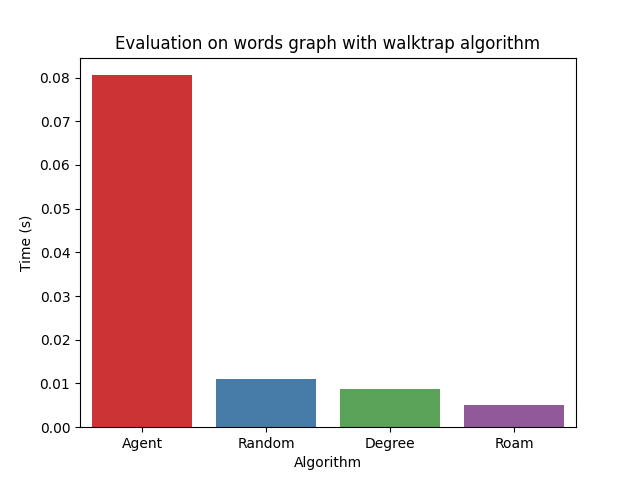 Evaluation on words graph with walktrap algorithm
0.08
0.07
0.06
0.05
0.04
0.03
0.02
0.01
0.00
Time (s)
Agent Random Degree Roam
Algorithm